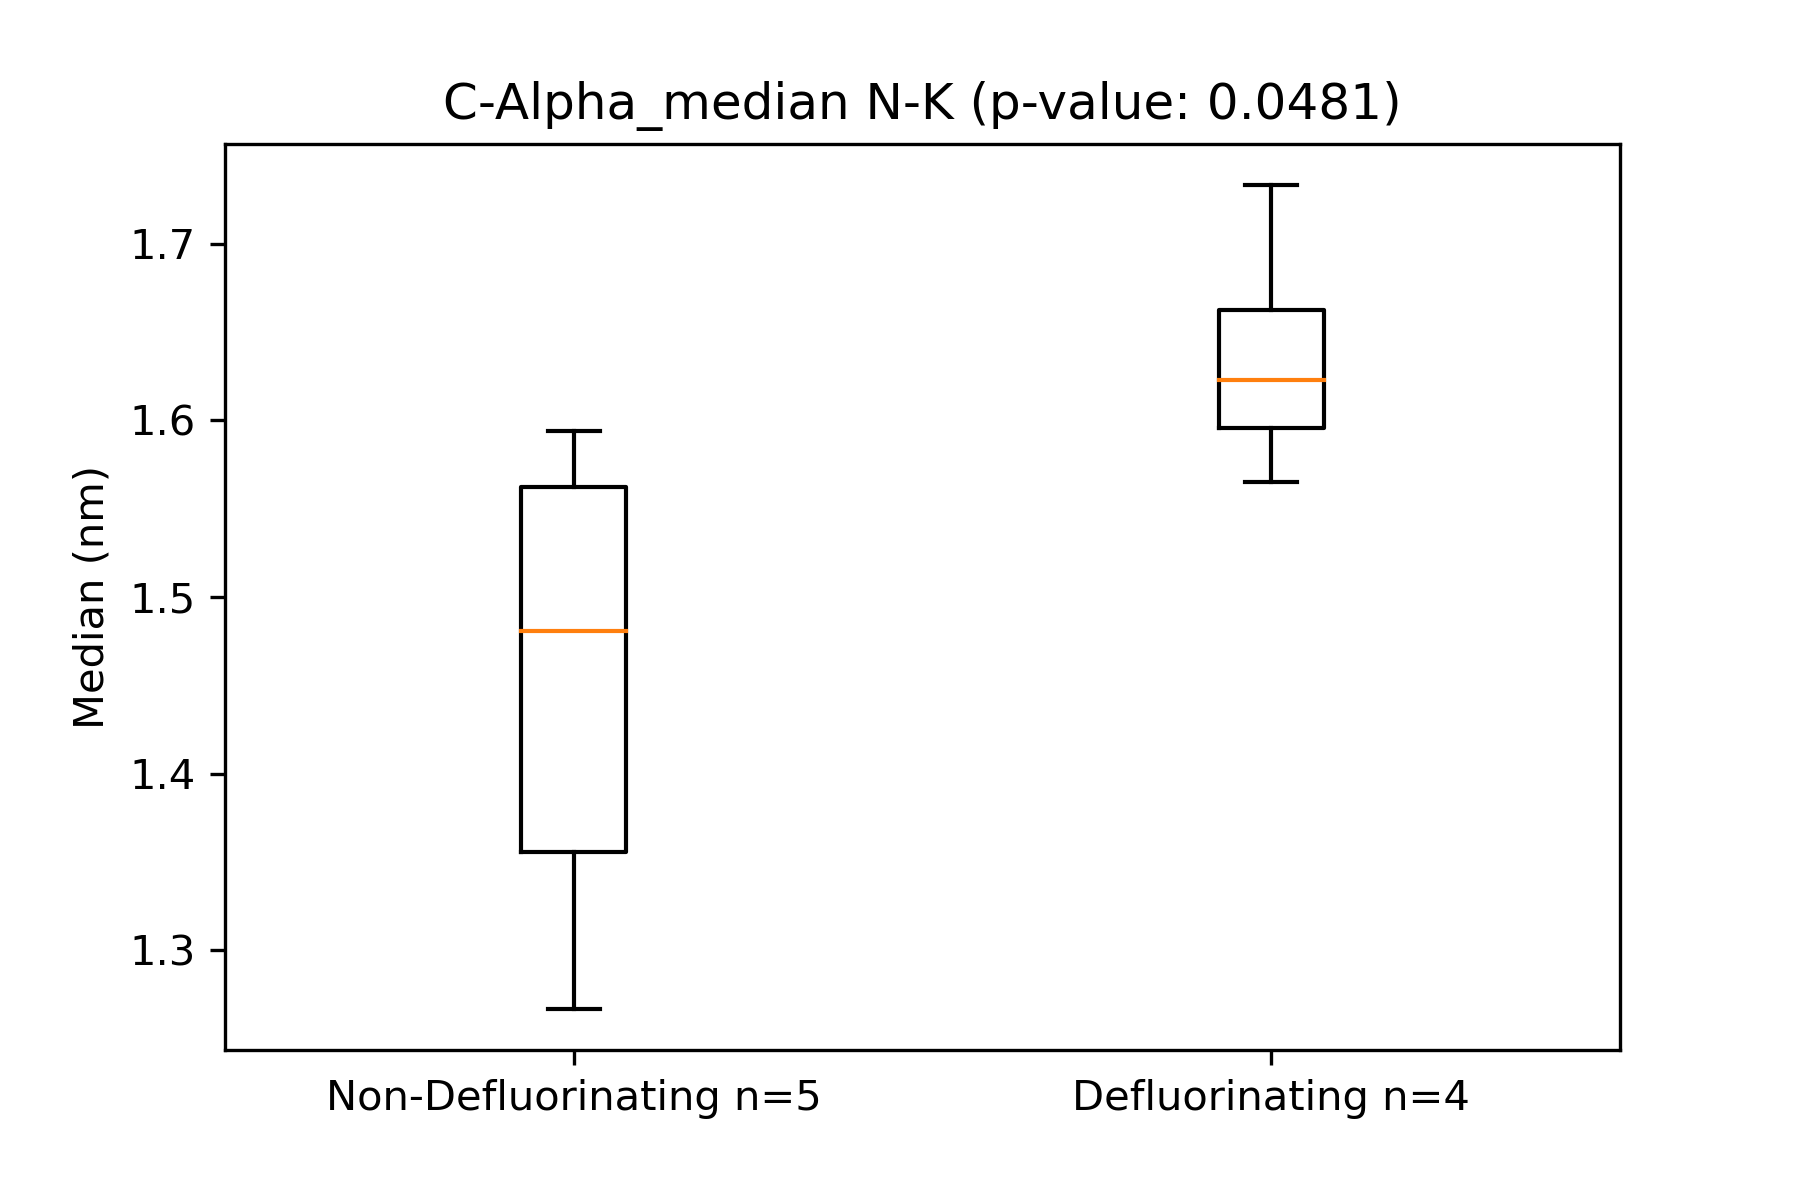 C-Alpha_median N-K (p-value: 0.0481)
Median (nm)
1.7
1.6
1.5
1.4
1.3
Non-Defluorinating n=5
Defluorinating n=4